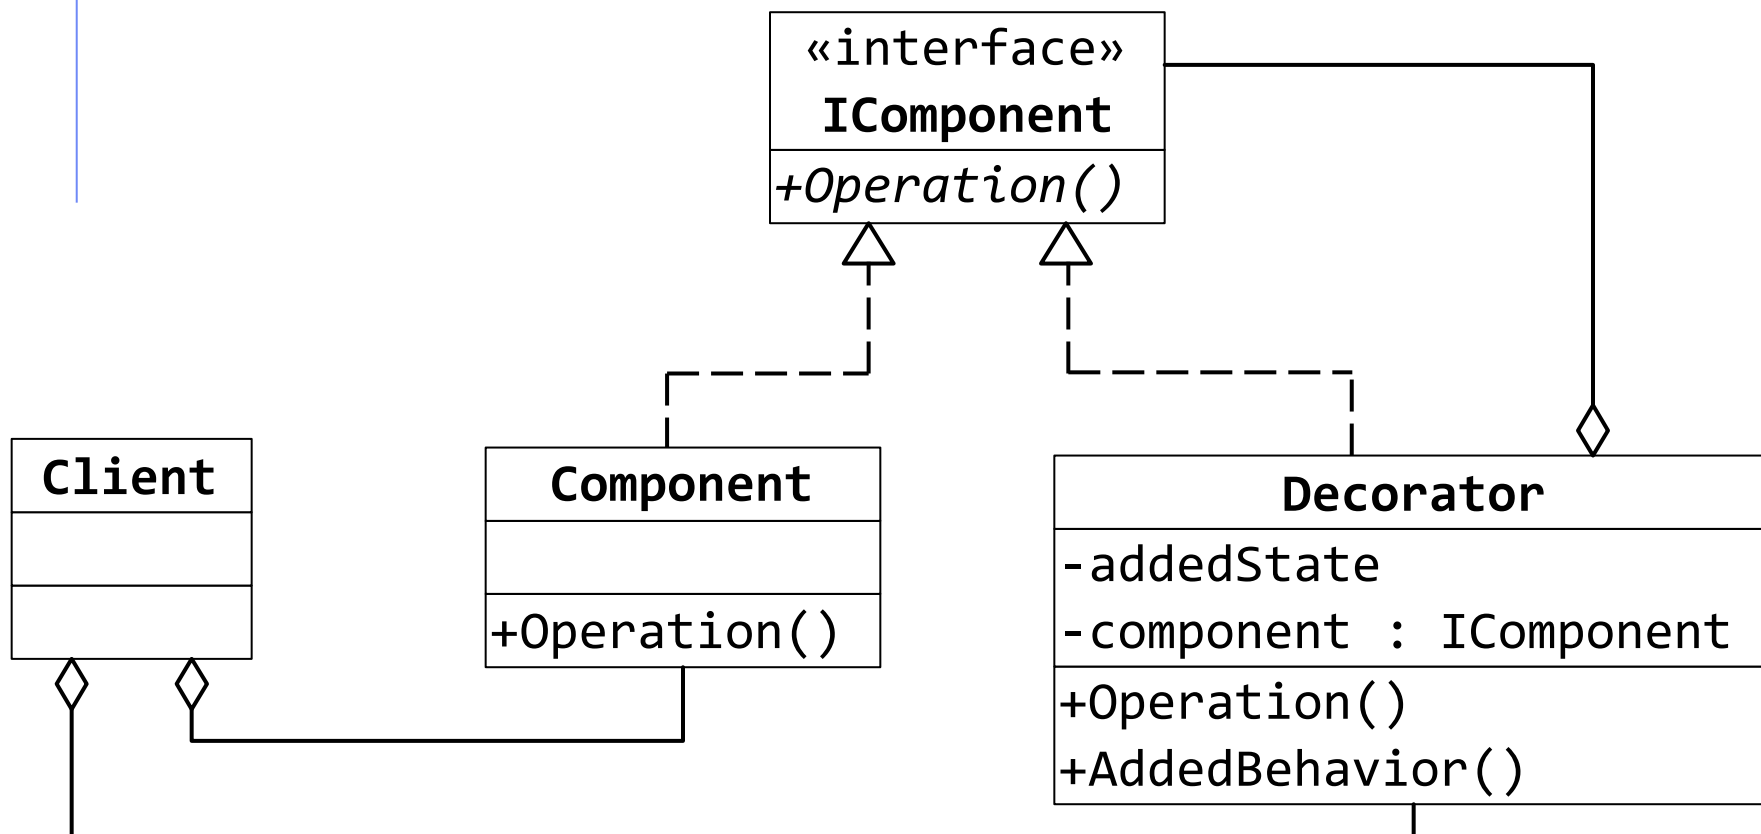 «interface»
IComponent
+Operation()
Client
Component
+Operation()
Decorator
-addedState
-component : IComponent
+Operation()
+AddedBehavior()